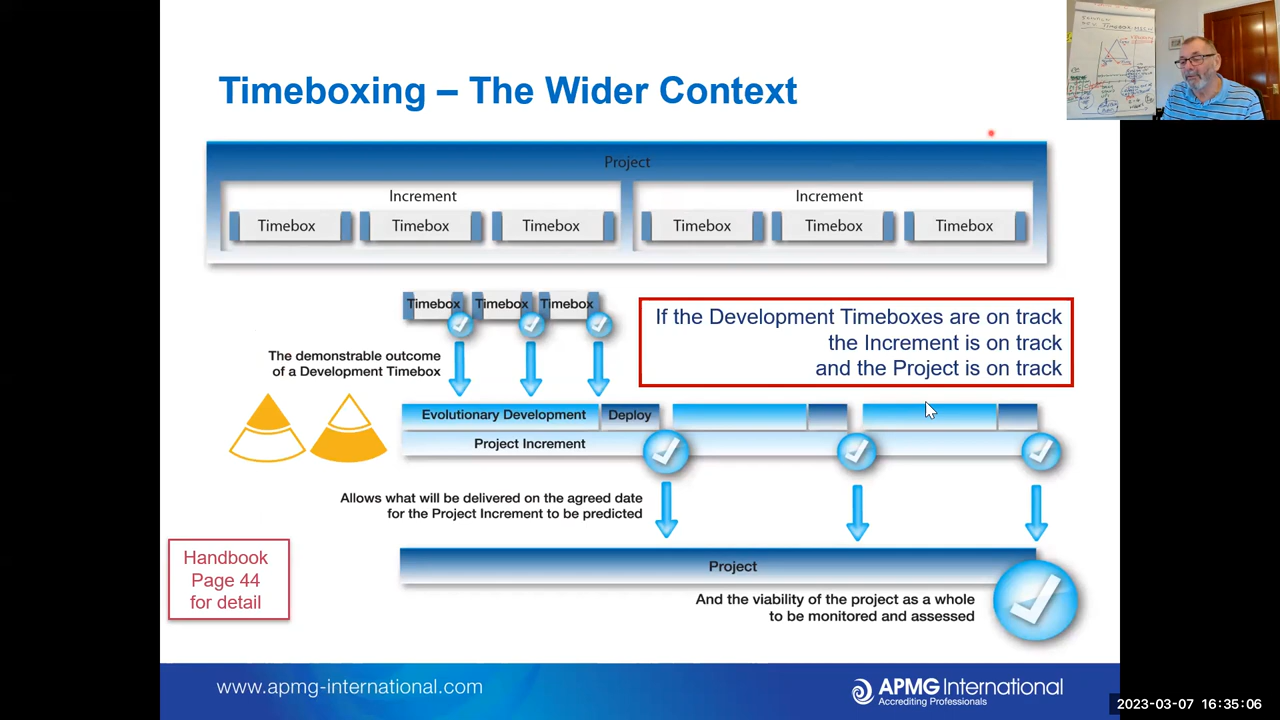 Timeboxing – The Wider Context
Project
Increment
Increment
Timebox
Timebox
Timebox
Timebox
Timebox
Timebox
Timebox
Timebox
Timebox
If the Development Timeboxes are on track
the Increment is on track
and the Project is on track
The demonstrable outcome
of a Development Timebox
Evolutionary Development
Deploy
Project Increment
Allows what will be delivered on the agreed date
for the Project Increment to be predicted
Handbook
Page 44
for detail
Project
And the viability of the project as a whole
to be monitored and assessed
www.apmg-international.com
APMG International
Accrediting Professionals
2023-03-07 16:35:06